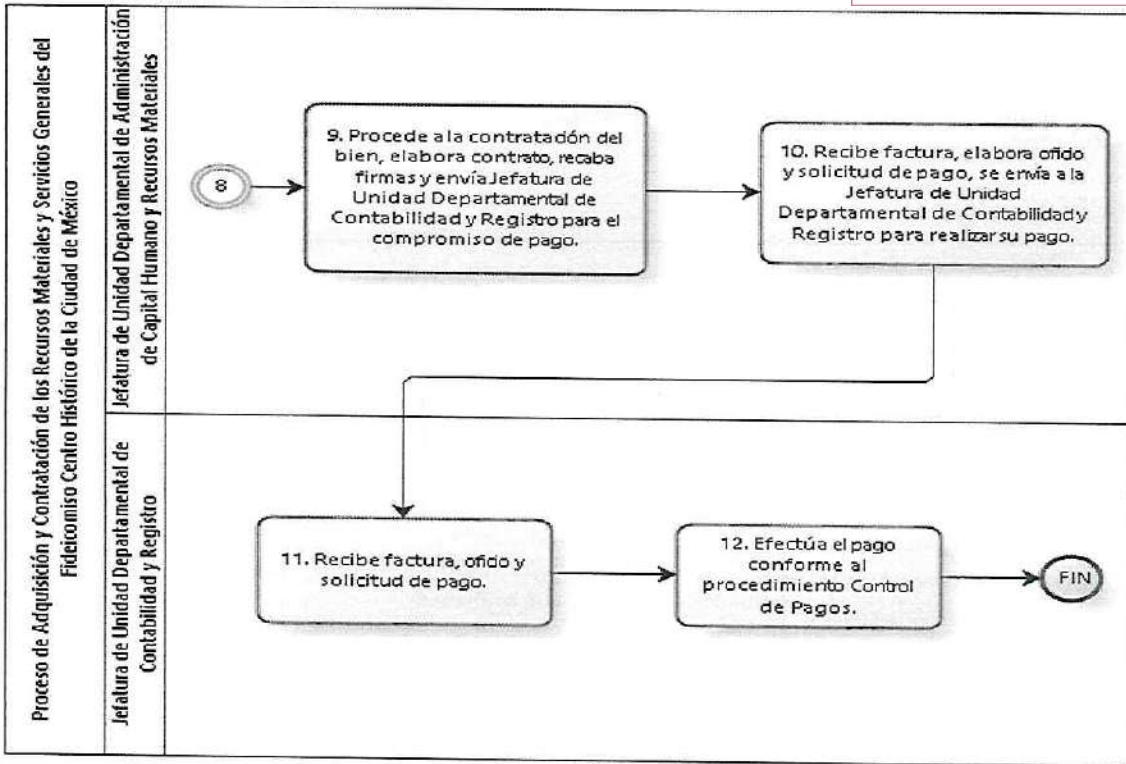 Proceso de Adquisición y Contratación de los Recursos Materiales y Servicios Generales del
Fideicomiso Centro Histórico de la Ciudad de México
Jefatura de Unidad Departamental de Administración
de Capital Humano y Recursos Materiales
8
9. Procede a la contratación del
bien, elabora contrato, recaba
firmas y envía Jefatura de
Unidad Departamental de
Contabilidad y Registro para el
compromiso de pago.
10. Recibe factura, elabora oficio
y solicitud de pago, se envía a la
Jefatura de Unidad
Departamental de Contabilidad y
Registro para realizar su pago.
Jefatura de Unidad Departamental de
Contabilidad y Registro
11. Recibe factura, oficio y
solicitud de pago.
12. Efectúa el pago
conforme al
procedimiento Control
de Pagos.
FIN